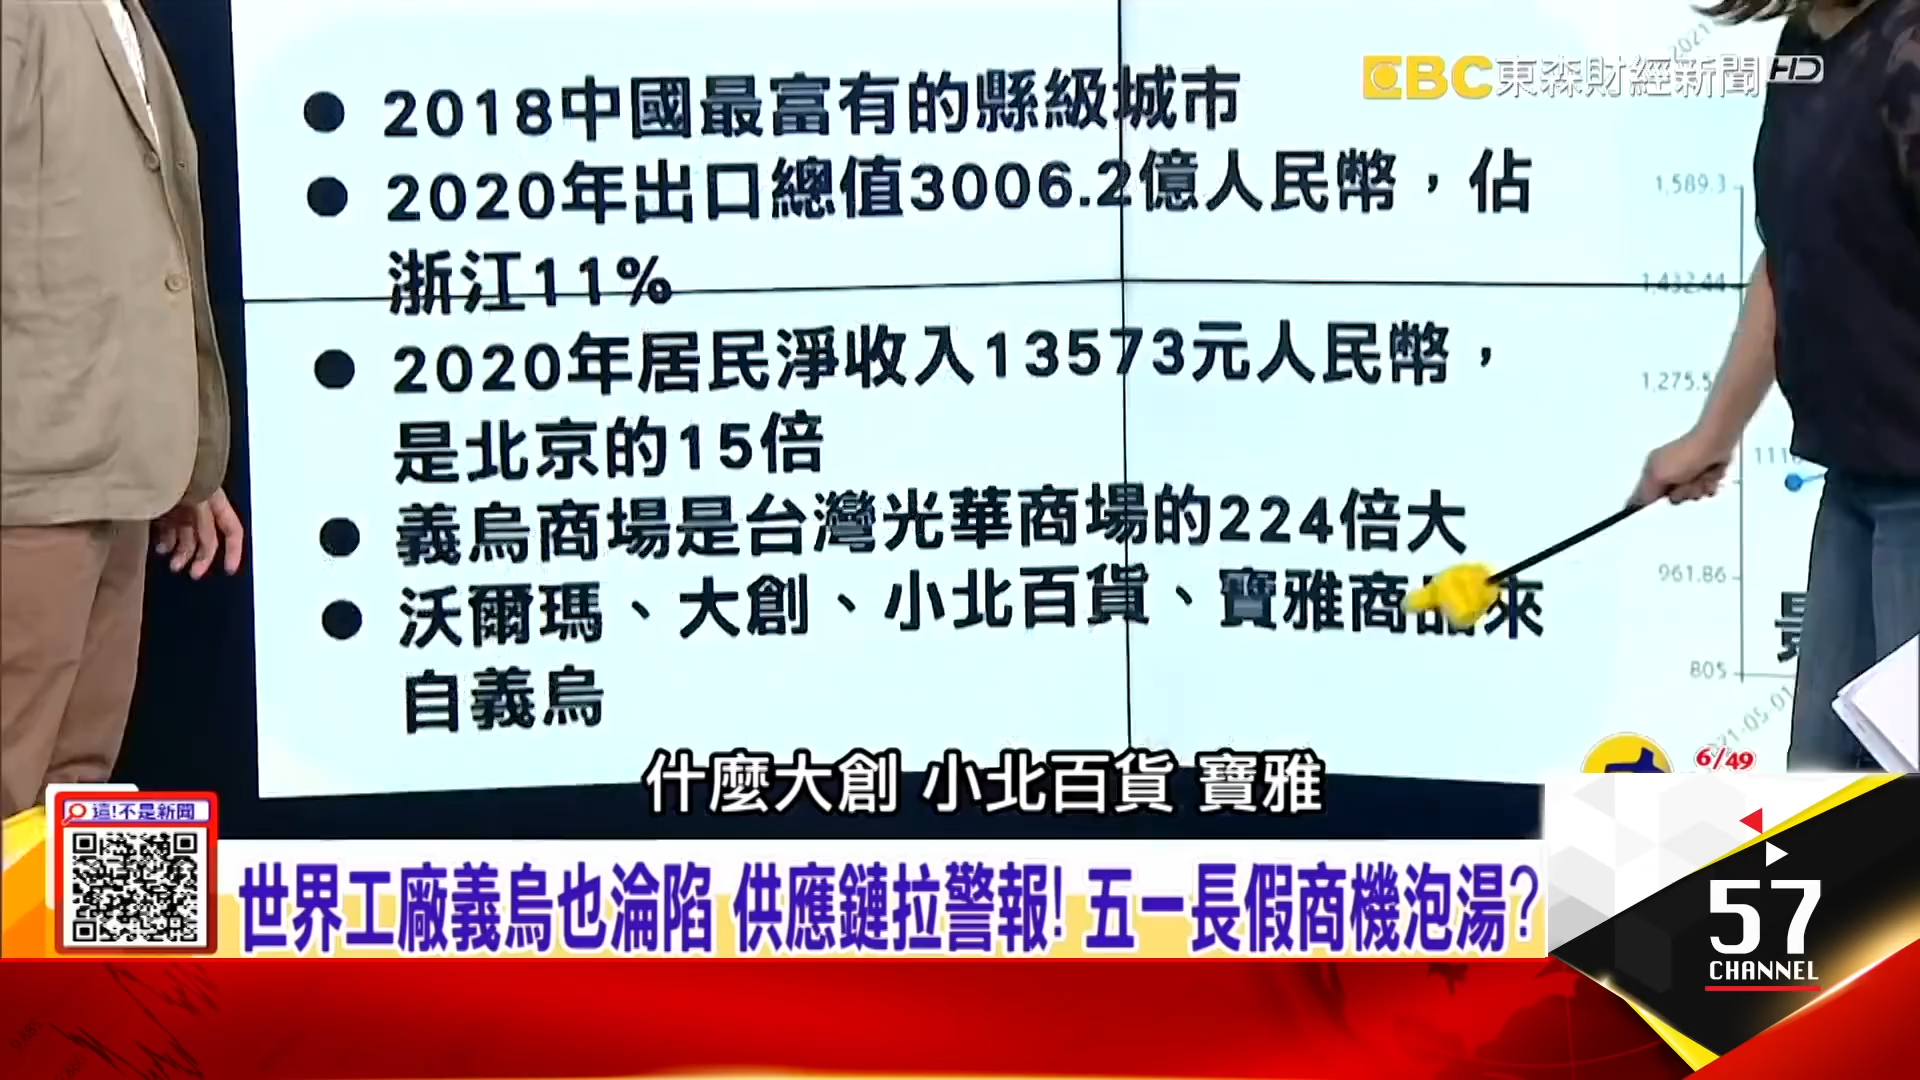 EBC東森財經新聞HD
2021
● 2018中國最富有的縣級城市
● 2020年出口總值3006.2億人民幣,佔
浙江11%
● 2020年居民淨收入13573元人民幣,
是北京的15倍
● 義烏商場是台灣光華商場的224倍大
● 沃爾瑪、大創、小北百貨、寶雅商品來
自義烏
1,589.3
1,432.44
1,275.5
111
961.86
805
21-05-01
6/49
什麼大創 小北百貨 寶雅
這!不是新聞
世界工廠義烏也淪陷 供應鏈拉警報! 五一長假商機泡湯?
57
CHANNEL